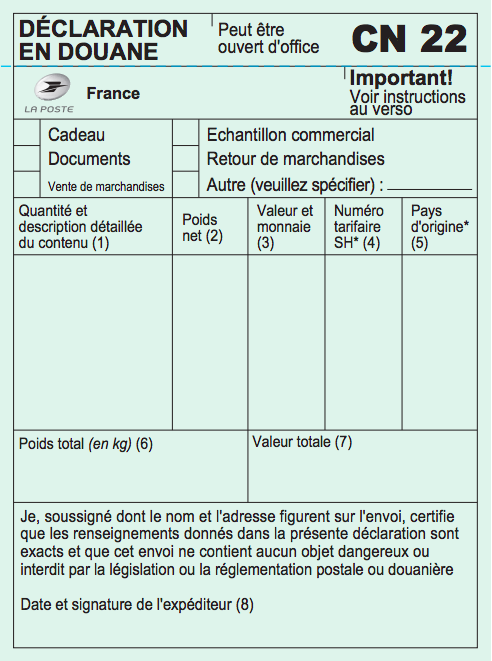 DÉCLARATION
EN DOUANE
Peut être
ouvert d'office
CN 22
LA POSTE
France
Important!
Voir instructions
au verso
Cadeau
Echantillon commercial
Documents
Retour de marchandises
Vente de marchandises
Autre (veuillez spécifier) :
Quantité et
description détaillée
du contenu (1)
Poids
net (2)
Valeur et
monnaie
(3)
Numéro
tarifaire
SH* (4)
Pays
d'origine*
(5)
Poids total (en kg) (6)
Valeur totale (7)
Je, soussigné dont le nom et l'adresse figurent sur l'envoi, certifie
que les renseignements donnés dans la présente déclaration sont
exacts et que cet envoi ne contient aucun objet dangereux ou
interdit par la législation ou la réglementation postale ou douanière
Date et signature de l'expéditeur (8)